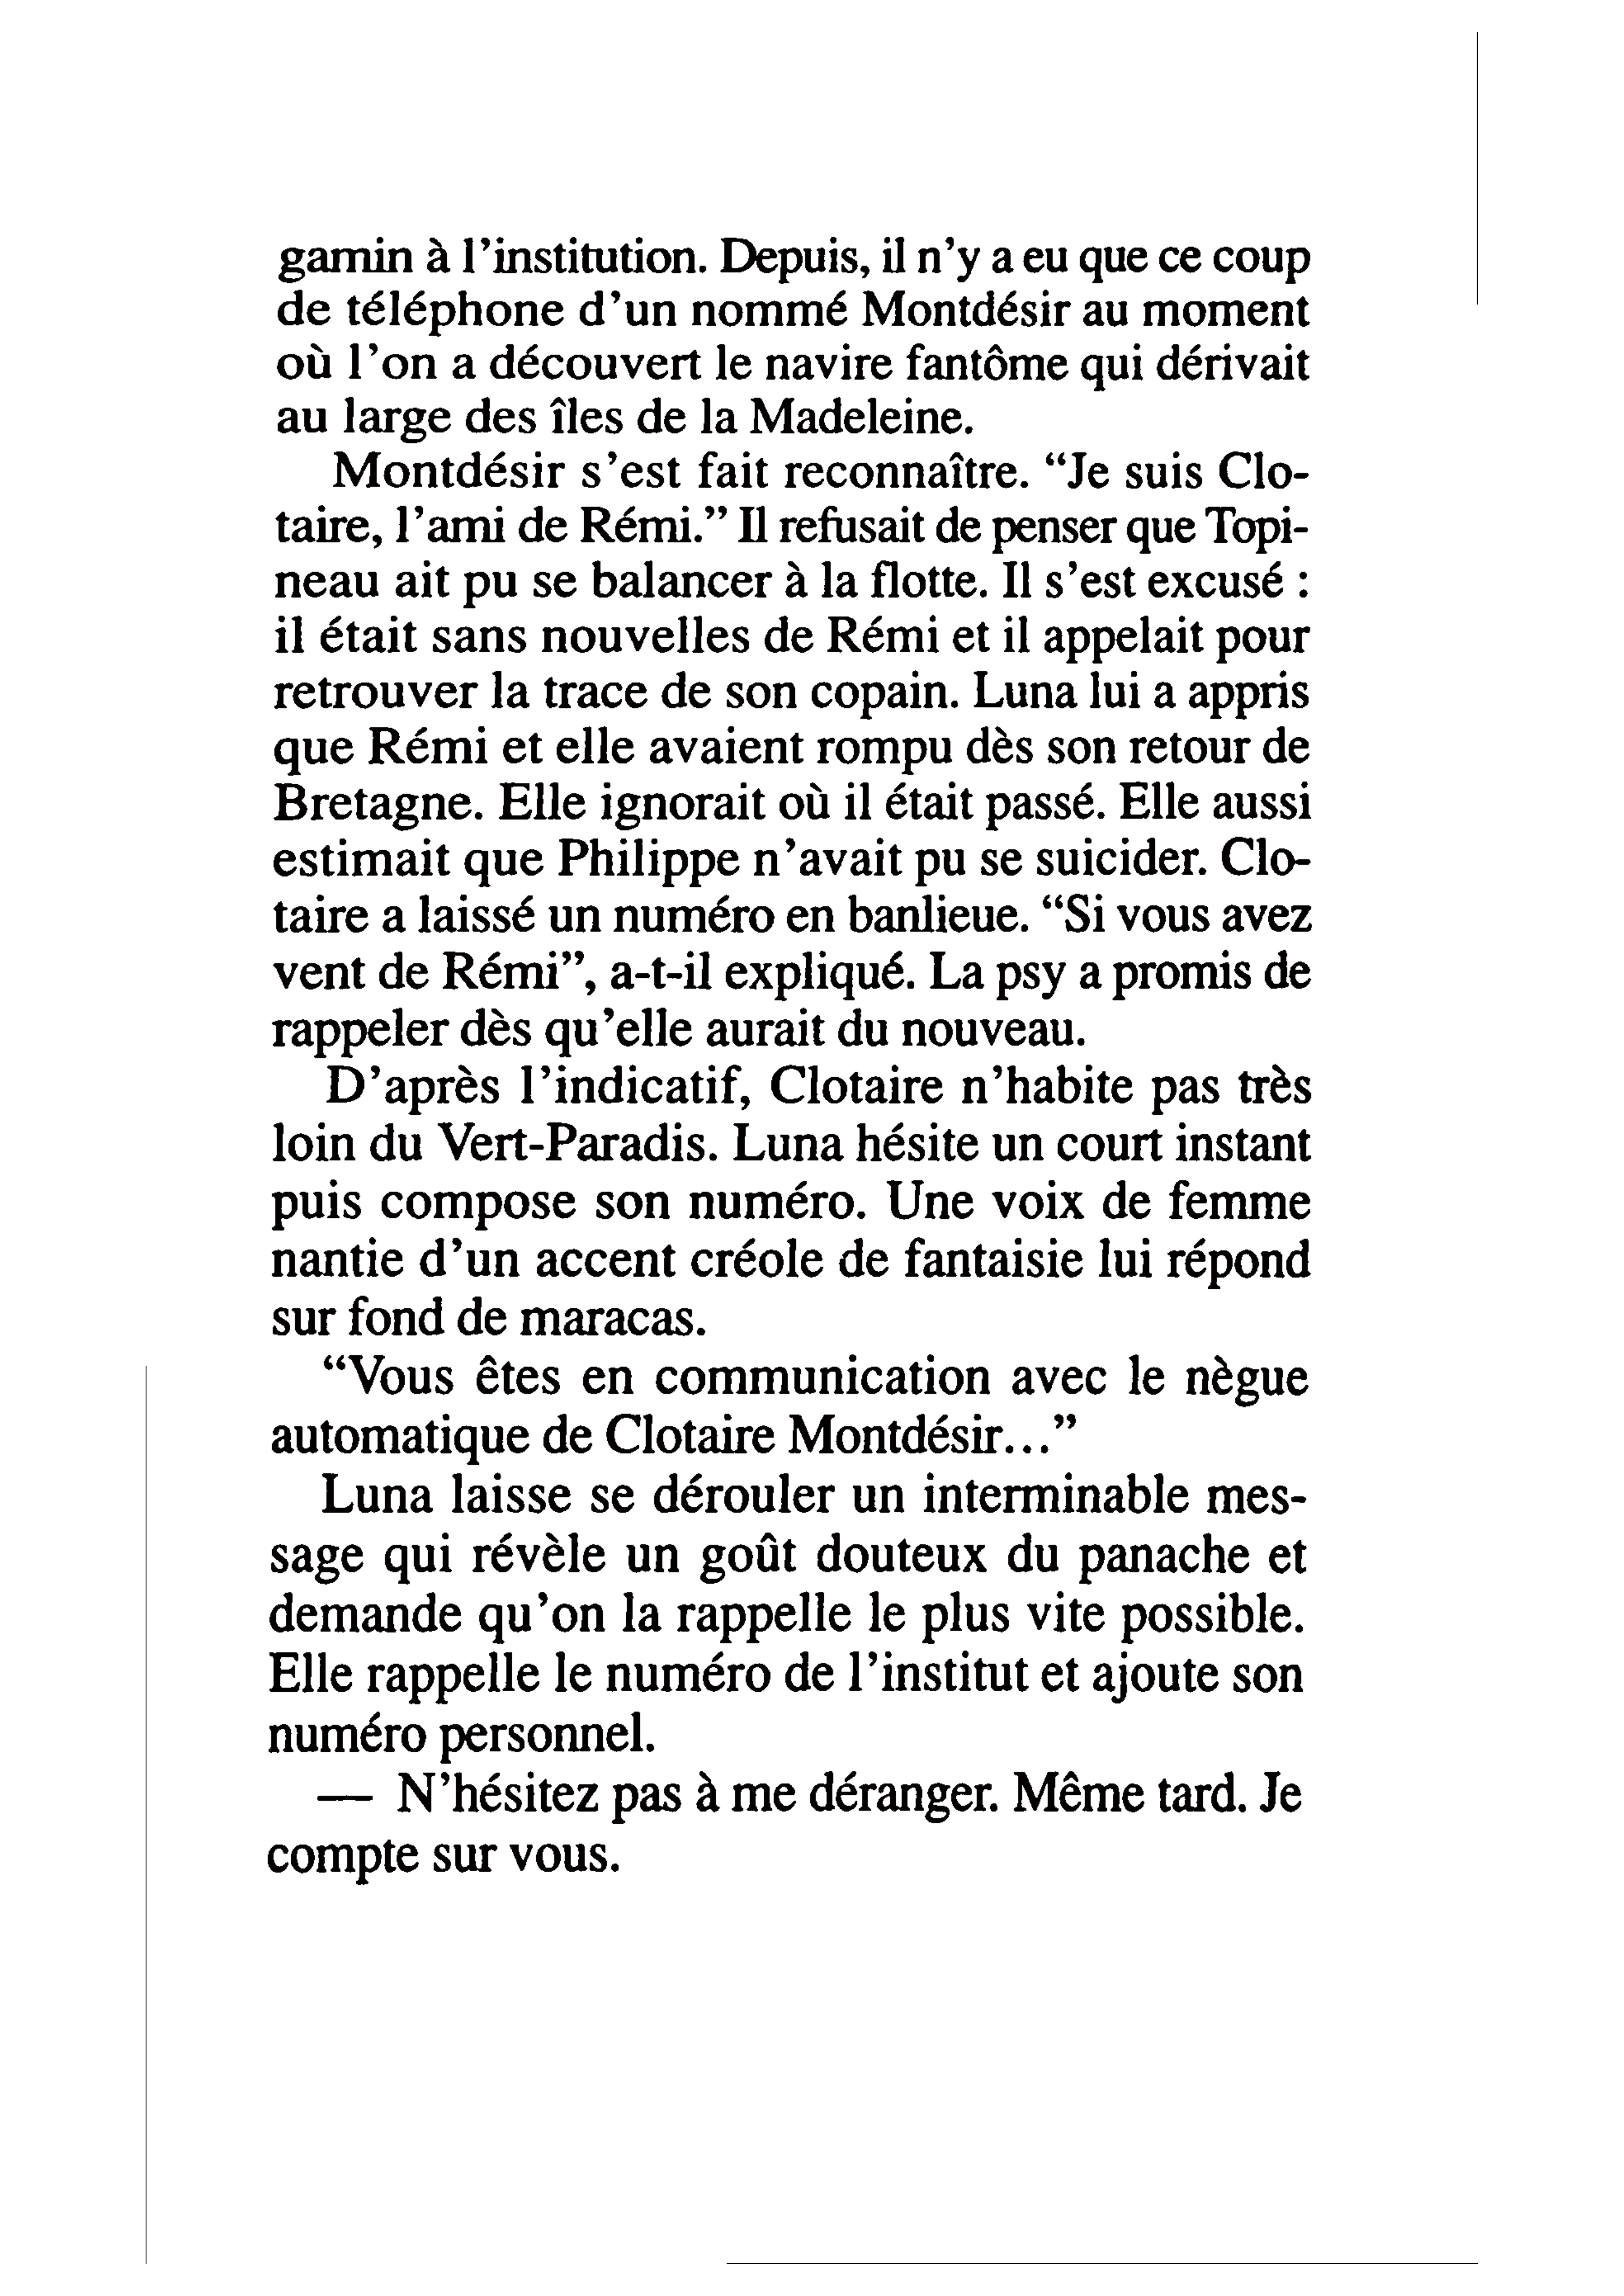 gamin à l’institution. Depuis, il n’y a eu que ce coup
de téléphone d’un nommé Montdésir au moment
où l’on a découvert le navire fantôme qui dérivait
au large des îles de la Madeleine.
Montdésir s’est fait reconnaître. “Je suis Clo-
taire, l’ami de Rémi.” Il refusait de penser que Topi-
neau ait pu se balancer à la flotte. Il s’est excusé :
il était sans nouvelles de Rémi et il appelait pour
retrouver la trace de son copain. Luna lui a appris
que Rémi et elle avaient rompu dès son retour de
Bretagne. Elle ignorait où il était passé. Elle aussi
estimait que Philippe n’avait pu se suicider. Clo-
taire a laissé un numéro en banlieue. “Si vous avez
vent de Rémi”, a-t-il expliqué. La psy a promis de
rappeler dès qu’elle aurait du nouveau.
D’après l’indicatif, Clotaire n’habite pas très
loin du Vert-Paradis. Luna hésite un court instant
puis compose son numéro. Une voix de femme
nantie d’un accent créole de fantaisie lui répond
sur fond de maracas.
“Vous êtes en communication avec le nègue
automatique de Clotaire Montdésir...”
Luna laisse se dérouler un interminable mes-
sage qui révèle un goût douteux du panache et
demande qu’on la rappelle le plus vite possible.
Elle rappelle le numéro de l’institut et ajoute son
numéro personnel.
— N’hésitez pas à me déranger. Même tard. Je
compte sur vous.